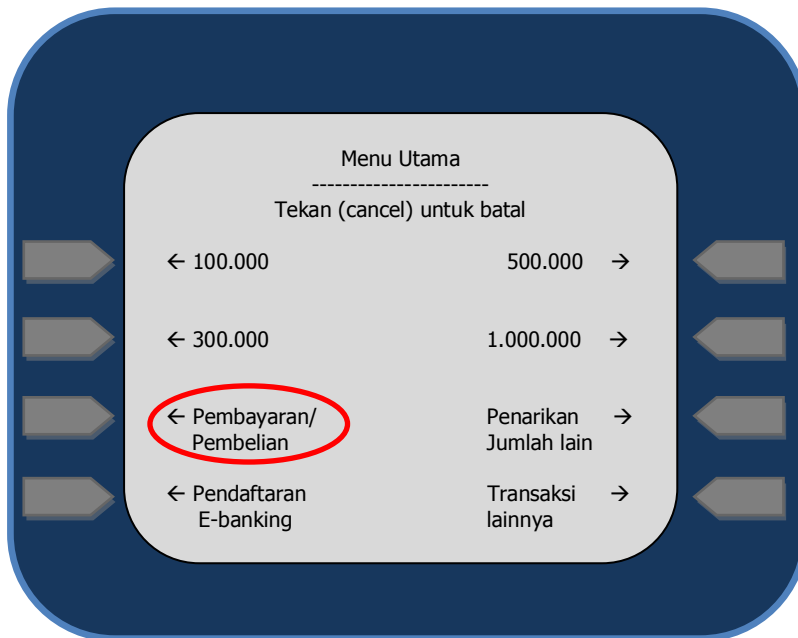 Menu Utama
-----------------------
Tekan (cancel) untuk batal
← 100.000 500.000 →
← 300.000 1.000.000 →
← Pembayaran/ Penarikan →
Pembelian Jumlah lain
← Pendaftaran Transaksi →
E-banking lainnya